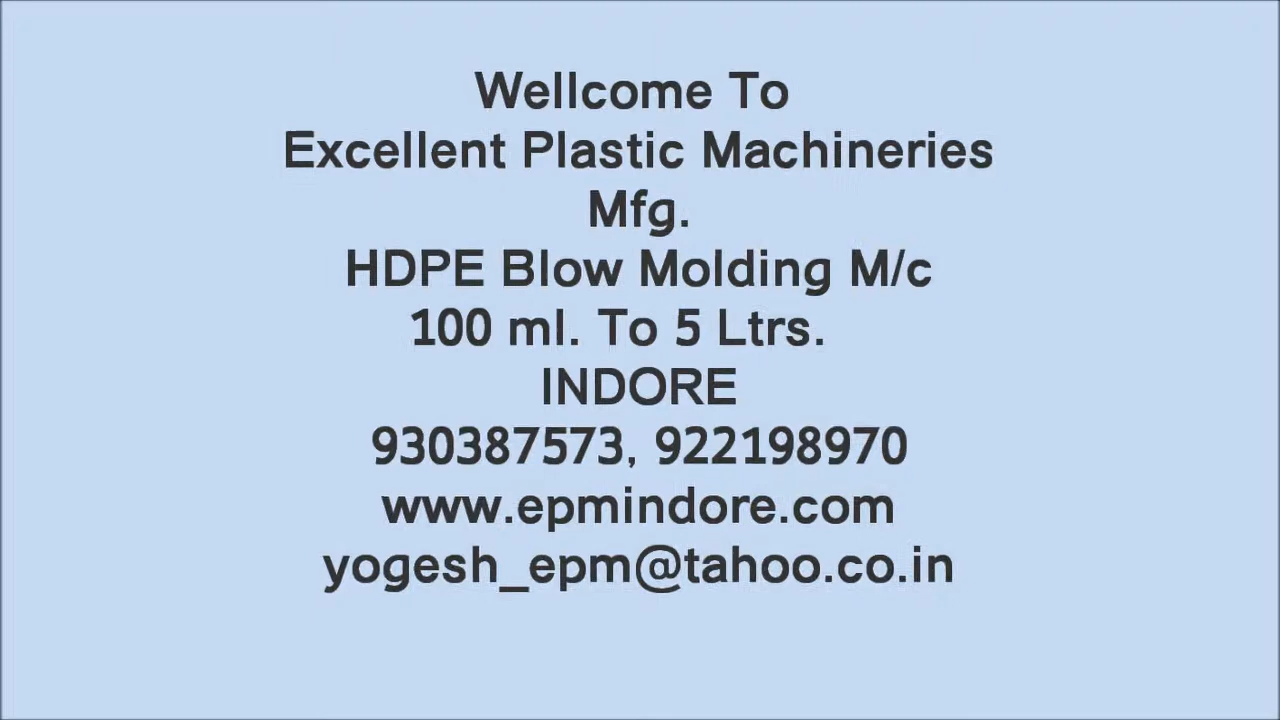 Wellcome To
Excellent Plastic Machineries
Mfg.
HDPE Blow Molding M/c
100 ml. To 5 Ltrs.
INDORE
930387573, 922198970
www.epmindore.com
yogesh_epm@tahoo.co.in